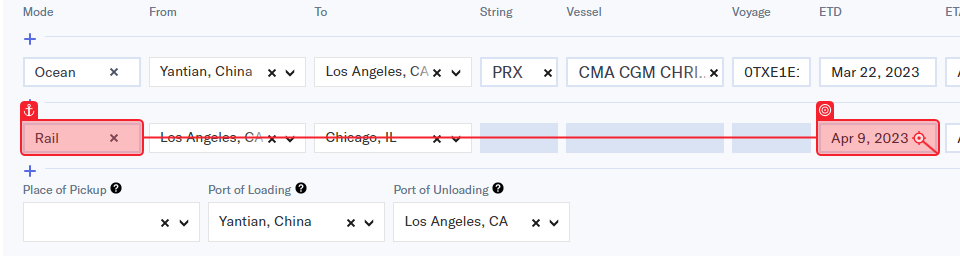 Mode From To String Vessel Voyage ETD ET
Ocean Yantian, China Los Angeles, CA PRX CMA CGM CHRI... 0TXE1E: Mar 22, 2023
Rail Los Angeles, CA Chicago, IL Apr 9, 2023
Place of Pickup Port of Loading Port of Unloading
Yantian, China Los Angeles, CA